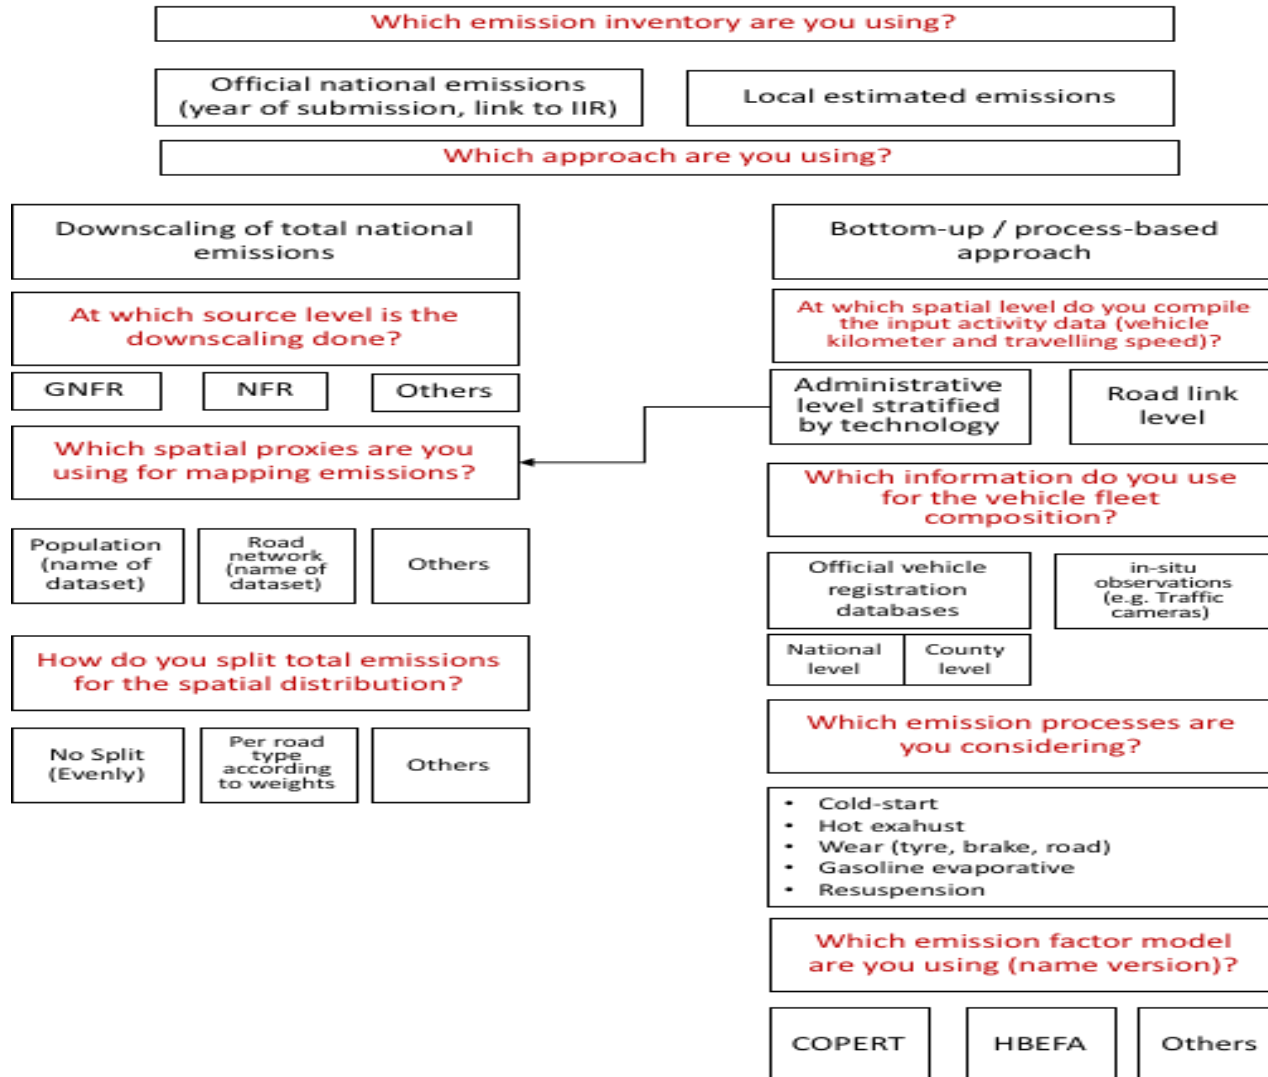 Which emission inventory are you using?
Official national emissions
(year of submission, link to IIR)
Local estimated emissions
Which approach are you using?
Downscaling of total national
emissions
At which source level is the
downscaling done?
GNFR
NFR
Others
Which spatial proxies are you
using for mapping emissions?
Population
(name of
dataset)
Road
network
(name of
dataset)
Others
How do you split total emissions
for the spatial distribution?
No Split
(Evenly)
Per road
type
according
to weights
Others
Bottom-up / process-based
approach
At which spatial level do you compile
the input activity data (vehicle
kilometer and travelling speed)?
Administrative
level stratified
by technology
Road link
level
Which information do you use
for the vehicle fleet
composition?
Official vehicle
registration
databases
in-situ
observations
(e.g. Traffic
cameras)
National
level
County
level
Which emission processes are
you considering?
• Cold-start
• Hot exahust
• Wear (tyre, brake, road)
• Gasoline evaporative
• Resuspension
Which emission factor model
are you using (name version)?
COPERT
HBEFA
Others